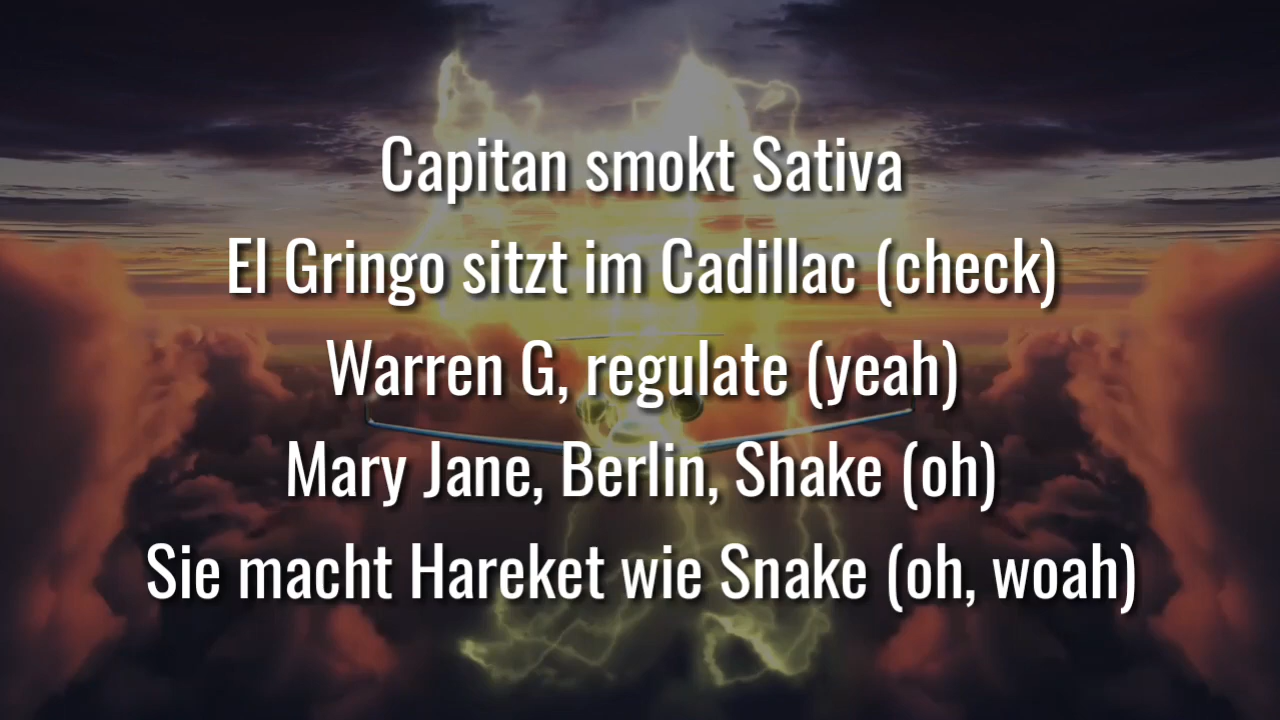 Capitan smokt Sativa
El Gringo sitzt im Cadillac (check)
Warren G, regulate (yeah)
Mary Jane, Berlin, Shake (oh)
Sie macht Hareket wie Snake (oh, woah)